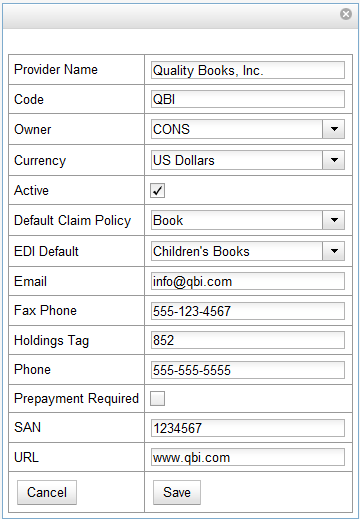 Provider Name Quality Books, Inc.
Code QBI
Owner CONS
Currency US Dollars
Active
Default Claim Policy Book
EDI Default Children's Books
Email info@qbi.com
Fax Phone 555-123-4567
Holdings Tag 852
Phone 555-555-5555
Prepayment Required
SAN 1234567
URL www.qbi.com
Cancel Save